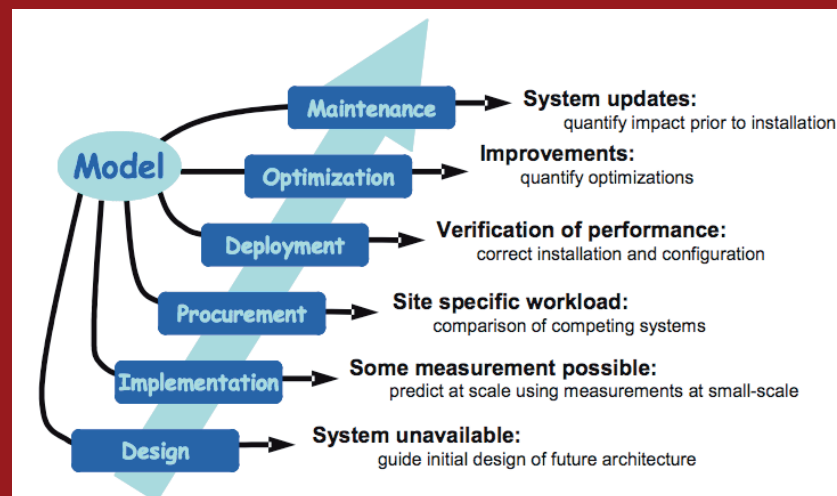 Model
Maintenance
System updates:
quantify impact prior to installation
Optimization
Improvements:
quantify optimizations
Deployment
Verification of performance:
correct installation and configuration
Procurement
Site specific workload:
comparison of competing systems
Implementation
Some measurement possible:
predict at scale using measurements at small-scale
Design
System unavailable:
guide initial design of future architecture